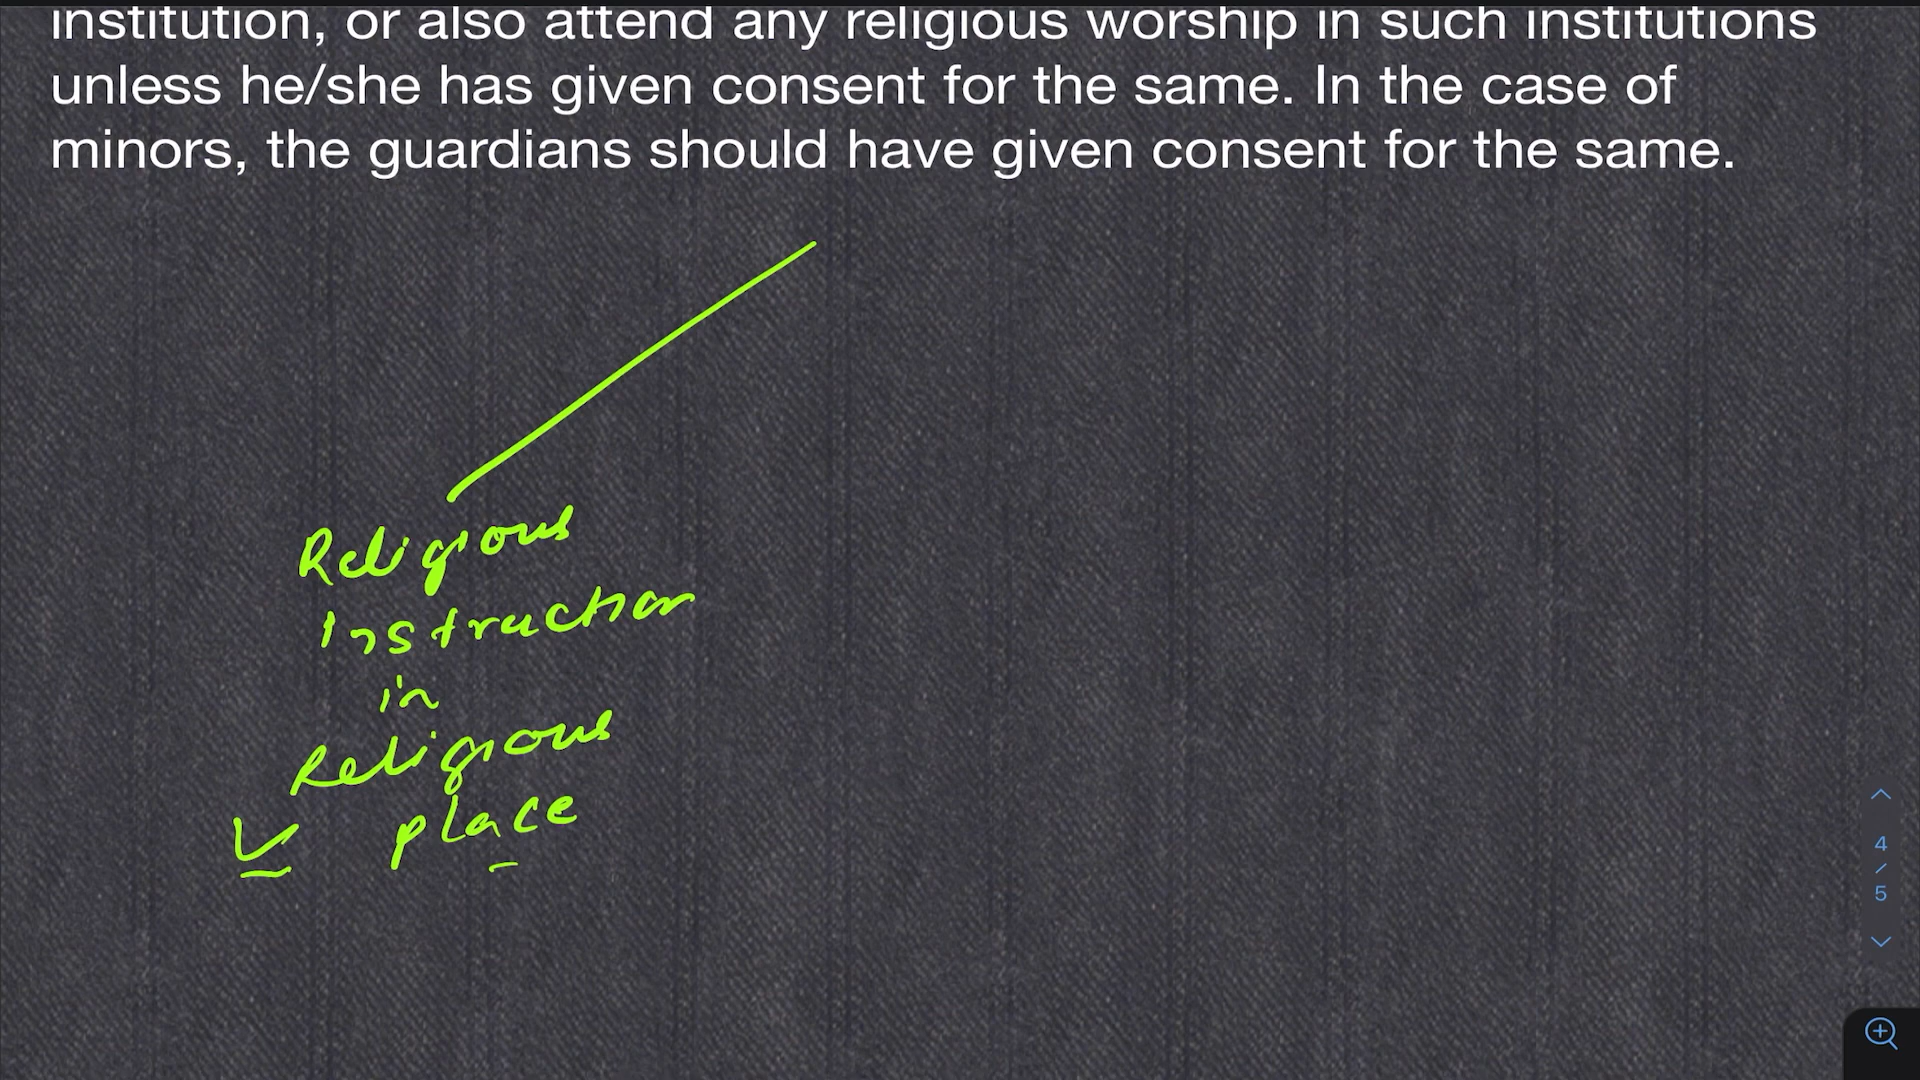 institution, or also attend any religious worship in such institutions
unless he/she has given consent for the same. In the case of
minors, the guardians should have given consent for the same.
Religious
Instruction
in
Religious
place
4
/
5